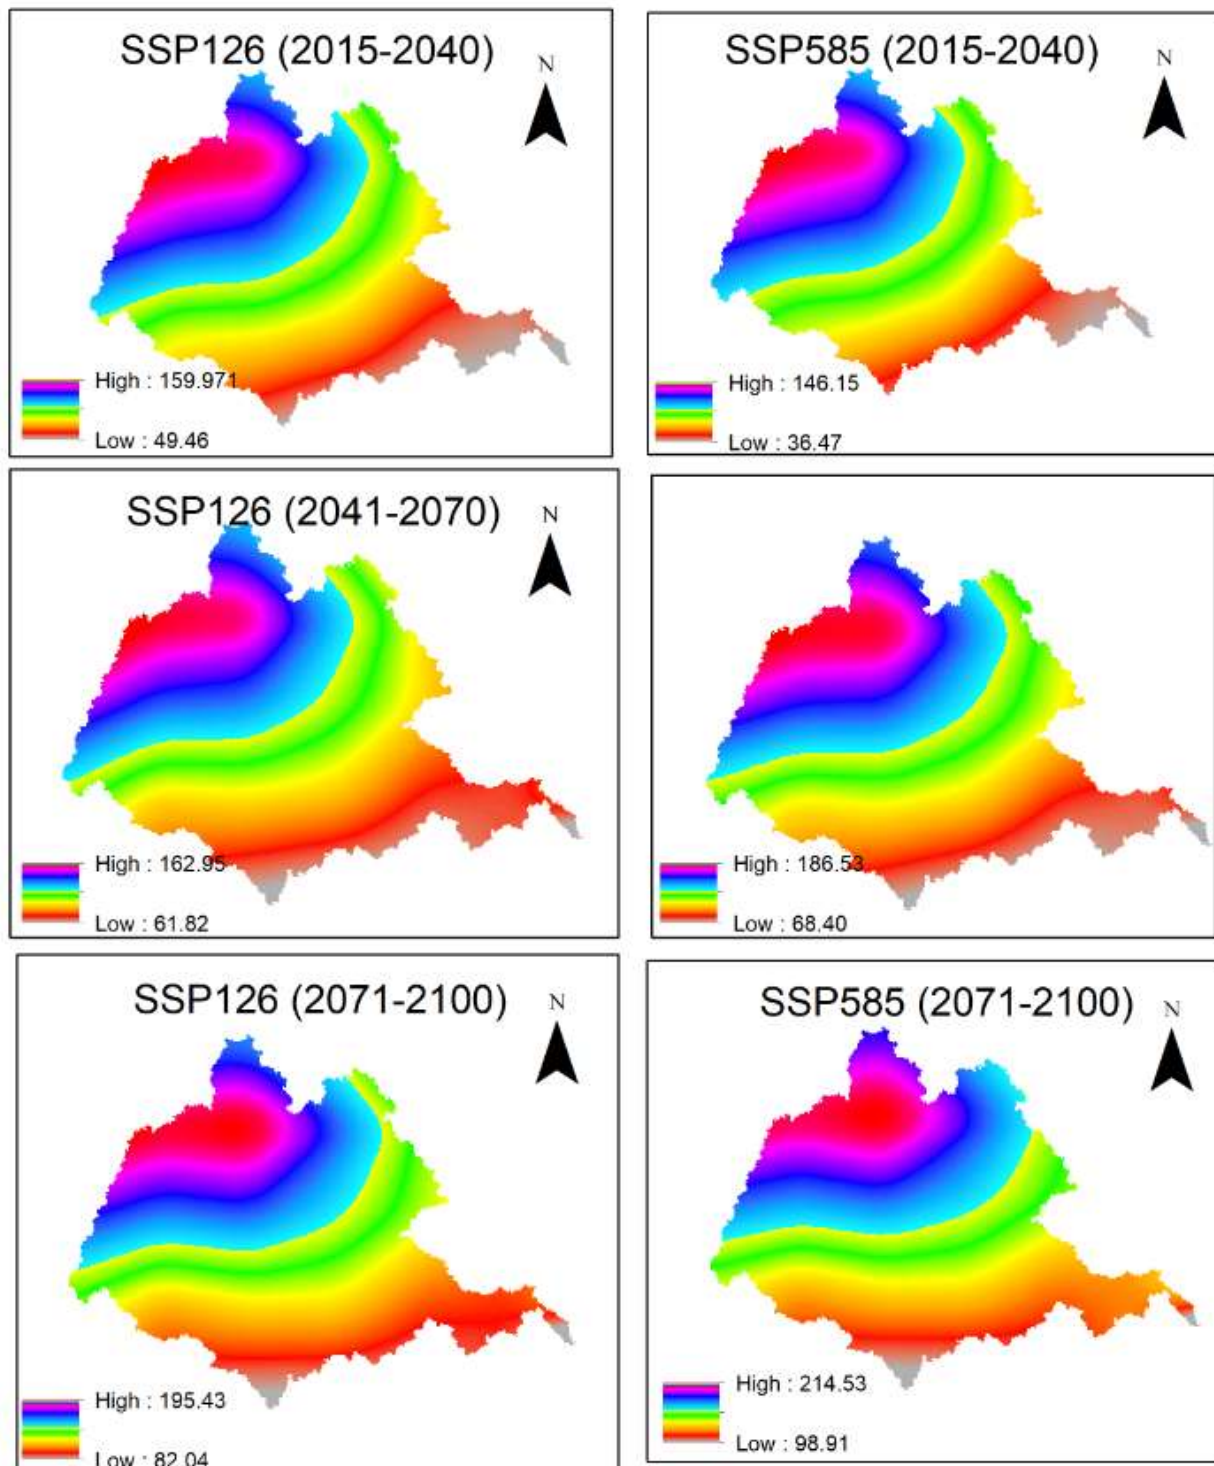 SSP126 (2015-2040)
N
High : 159.971
Low : 49.46
SSP585 (2015-2040)
N
High : 146.15
Low : 36.47
SSP126 (2041-2070)
N
High : 162.95
Low : 61.82
High : 186.53
Low : 68.40
SSP126 (2071-2100)
N
High : 195.43
Low : 82.04
SSP585 (2071-2100)
N
High : 214.53
Low : 98.91